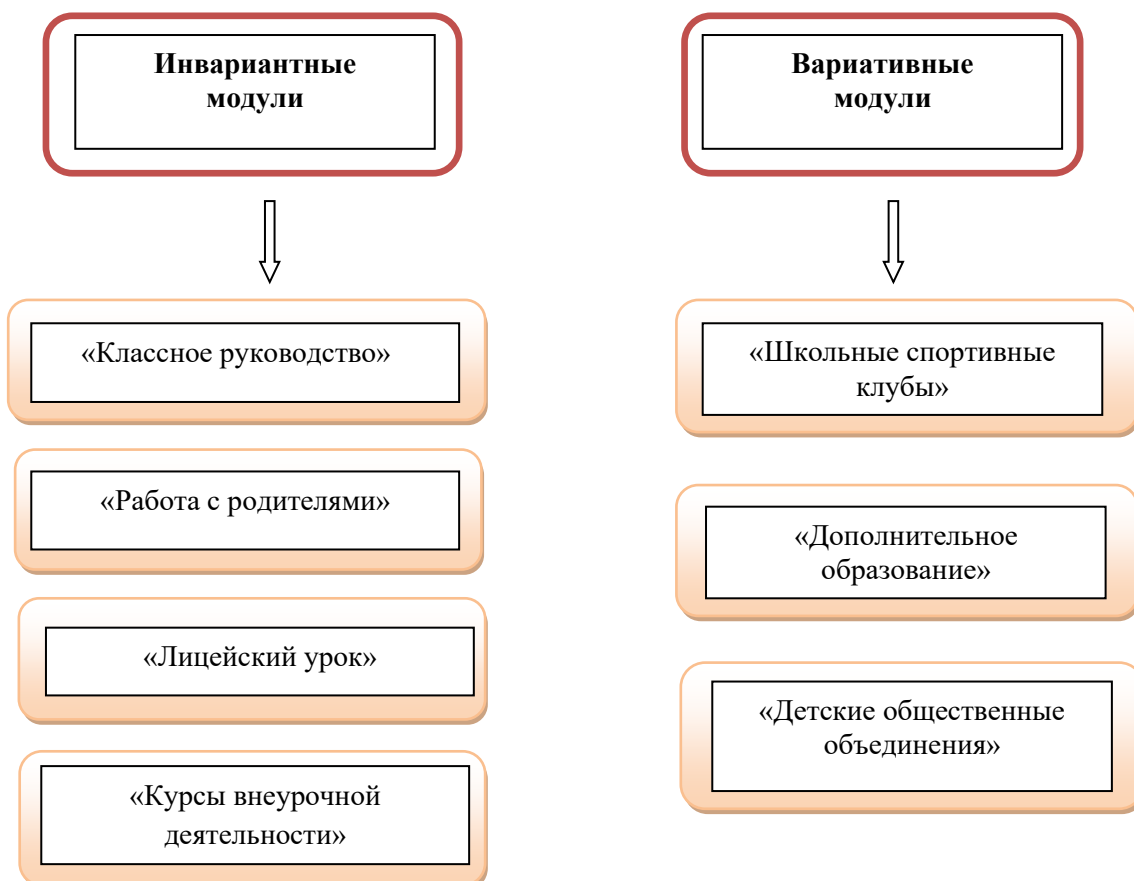 Инвариантные
модули
«Классное руководство»
«Работа с родителями»
«Лицейский урок»
«Курсы внеурочной
деятельности»
Вариативные
модули
«Школьные спортивные
клубы»
«Дополнительное
образование»
«Детские общественные
объединения»